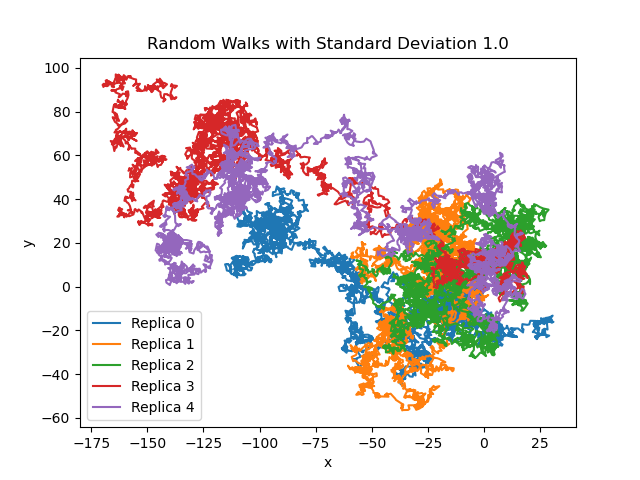 Random Walks with Standard Deviation 1.0
100
80
60
40
20
0
−20
−40
−60
y
Replica 0
Replica 1
Replica 2
Replica 3
Replica 4
−175 −150 −125 −100 −75 −50 −25 0 25
x